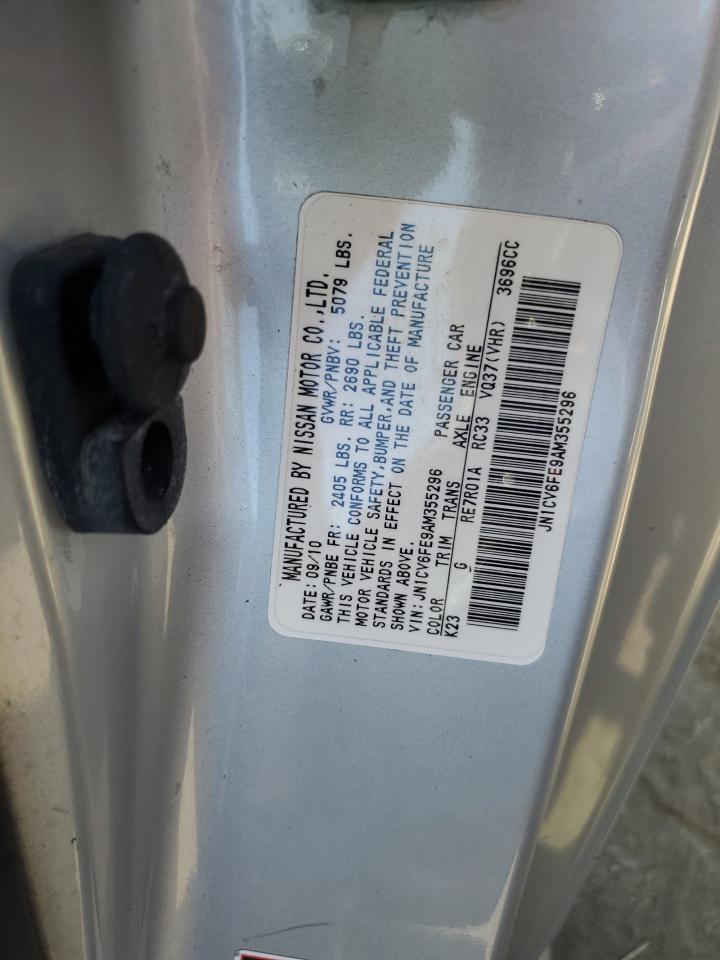 MANUFACTURED BY NISSAN MOTOR CO.,LTD.
DATE: 09/10 GVWR/PNBV: 5079 LBS.
GAWR/PNBE FR: 2405 LBS. RR: 2690 LBS.
THIS VEHICLE CONFORMS TO ALL APPLICABLE FEDERAL
MOTOR VEHICLE SAFETY,BUMPER,AND THEFT PREVENTION
STANDARDS IN EFFECT ON THE DATE OF MANUFACTURE
SHOWN ABOVE.
VIN: JN1CV6FE9AM355296 PASSENGER CAR
COLOR TRIM TRANS AXLE ENGINE
K23 G RE7R01A RC33 VQ37(VHR) 3696CC
JN1CV6FE9AM355296